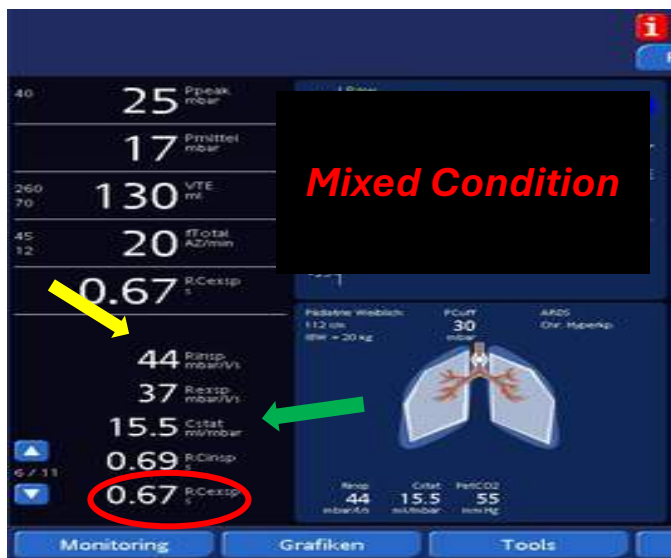 i
40 25 Ppeak mbar
17 Pmittel mbar
260 70 130 VTE ml
45 12 20 fTotal AZ/min
0.67 RCexsp s
44 Rinsp mbar/l/s
37 Rexsp mbar/l/s
15.5 Cstat ml/mbar
0.69 RCinsp s
6 / 11
0.67 RCexsp s
Mixed Condition
Pädiatrie Weiblich
112 cm
IBW = 20 kg
PCuff
30
mbar
ARDS
Chr. Hyperkp.
Rinsp Cstat PetCO2
44 15.5 55
mbar/l/s ml/mbar mm Hg
Monitoring Grafiken Tools